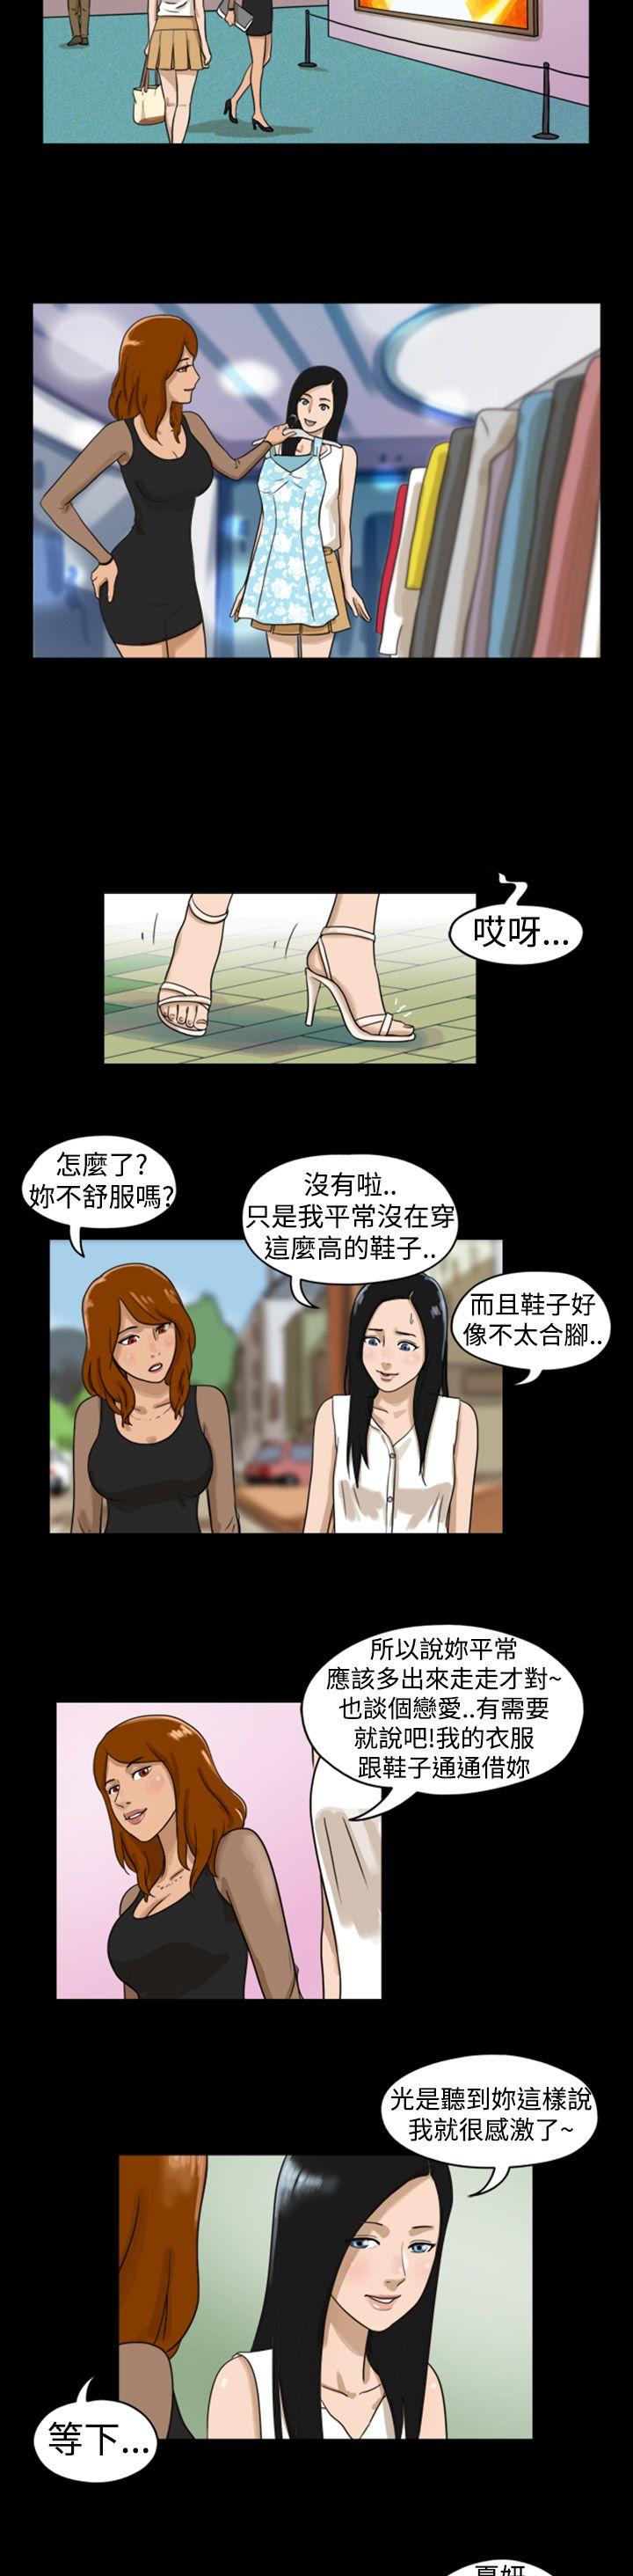 哎呀...
怎麼了?
妳不舒服嗎?
沒有啦..
只是我平常沒在穿
這麼高的鞋子..
而且鞋子好
像不太合腳..
所以說妳平常
應該多出來走走才對~
也談個戀愛..有需要
就說吧!我的衣服
跟鞋子通通借妳
光是聽到妳這樣說
我就很感激了~
等下...